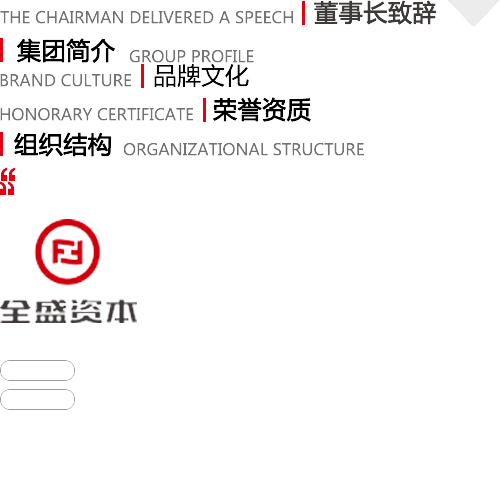 THE CHAIRMAN DELIVERED A SPEECH 董事长致辞
集团简介 GROUP PROFILE
BRAND CULTURE 品牌文化
HONORARY CERTIFICATE 荣誉资质
组织结构 ORGANIZATIONAL STRUCTURE
全盛资本